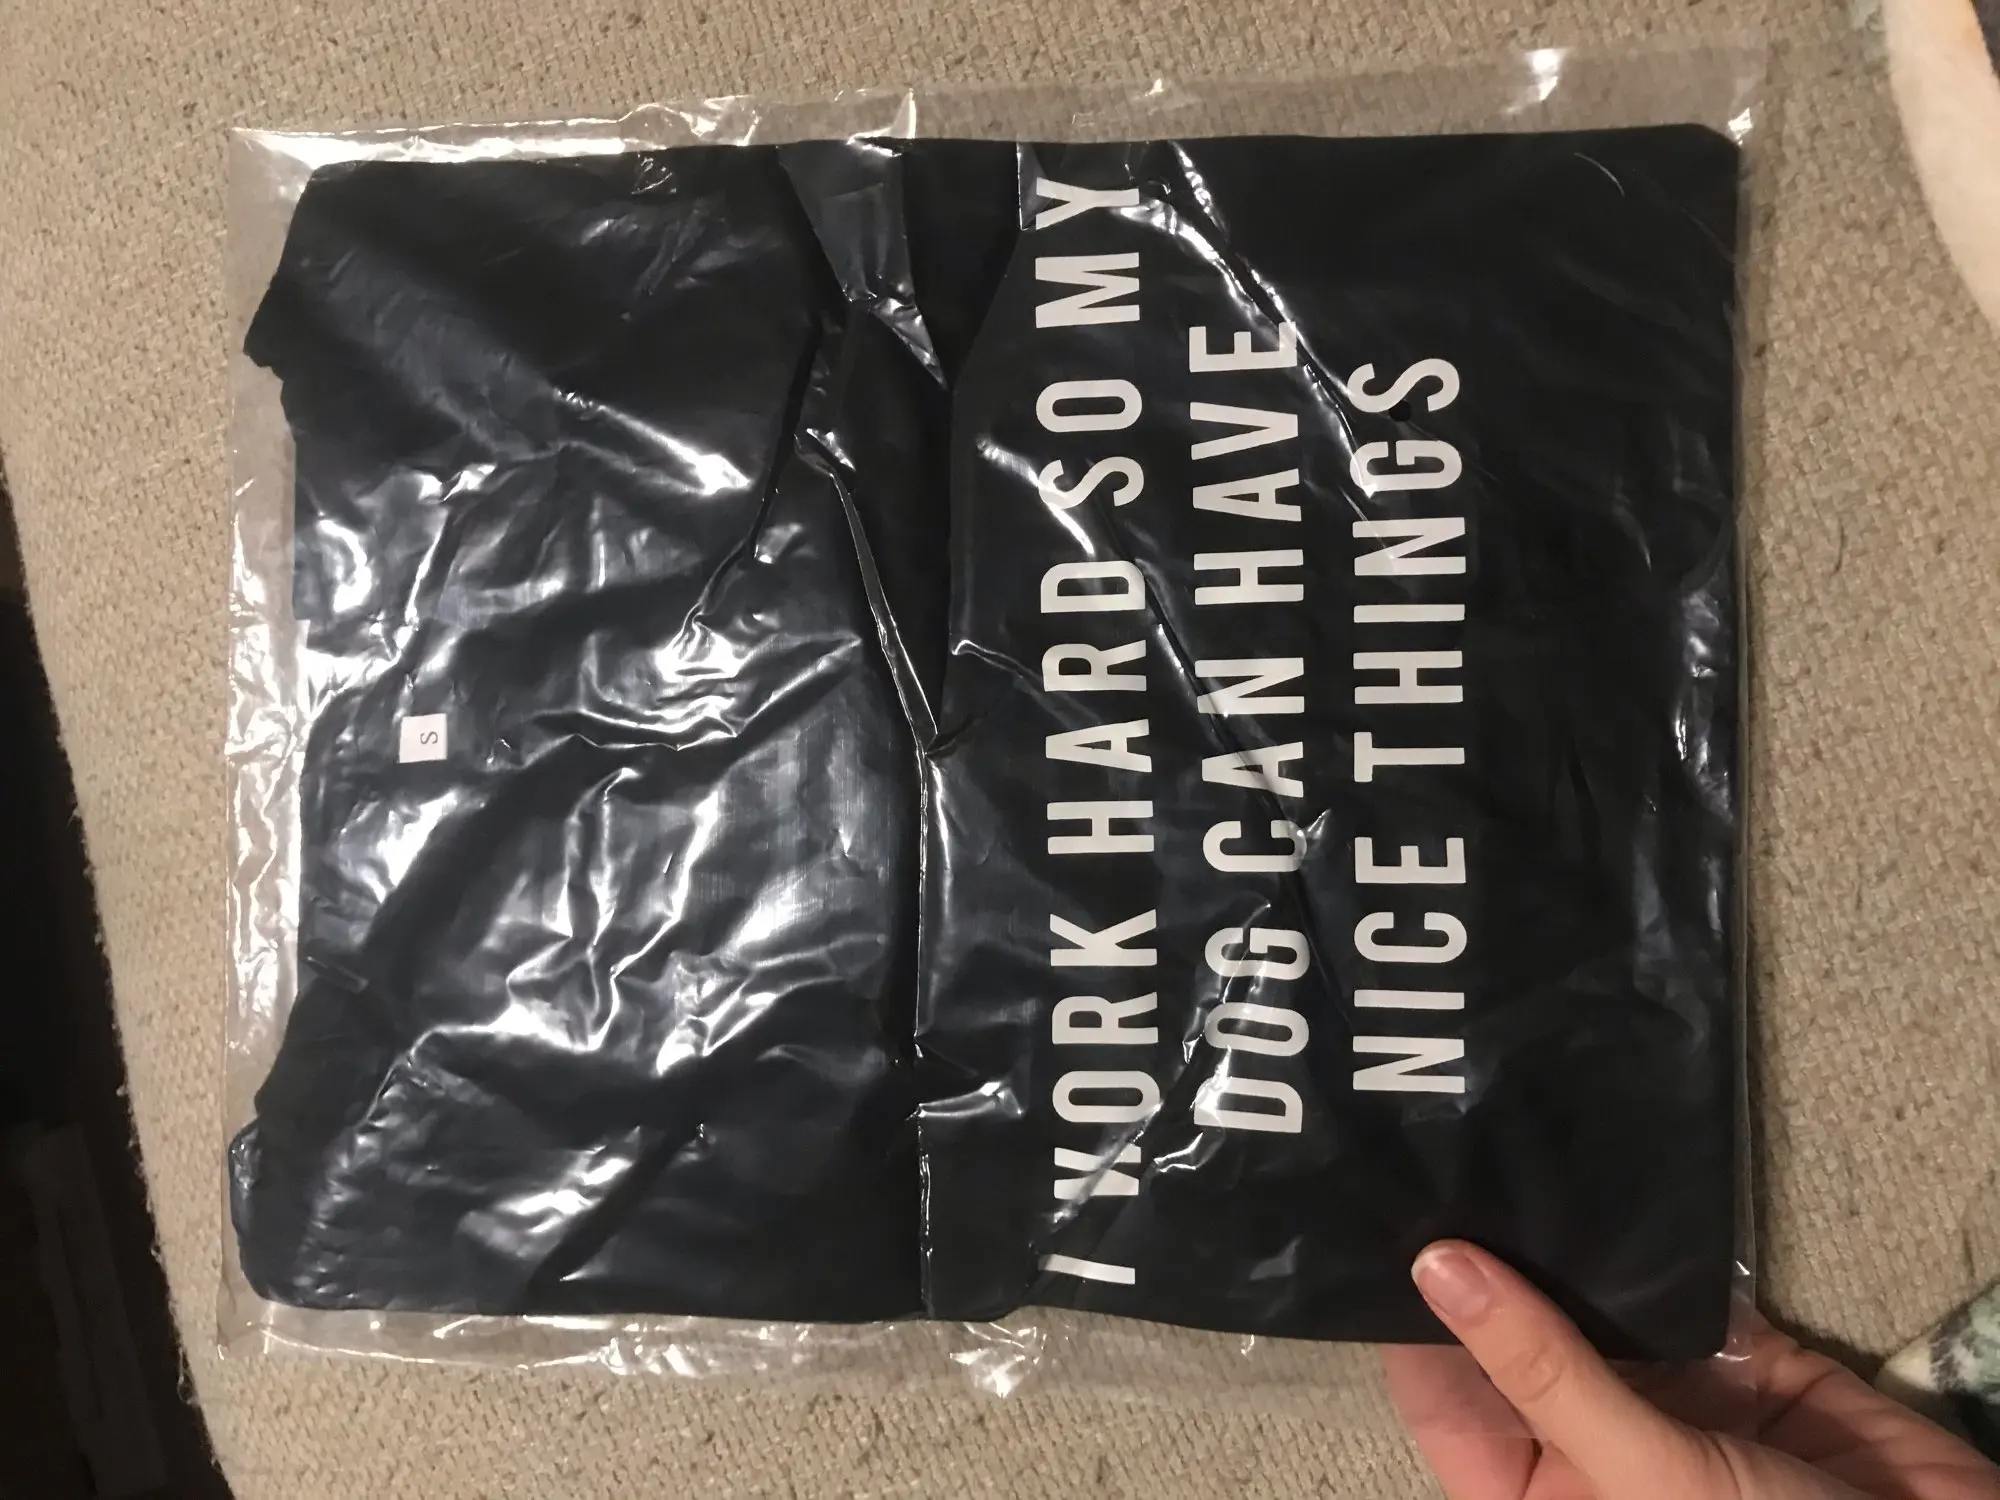 S
I WORK HARD SO MY
DOG CAN HAVE
NICE THINGS